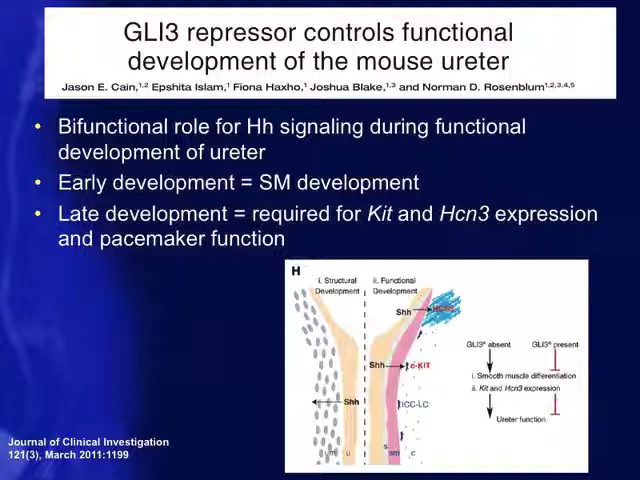 GLI3 repressor controls functional
development of the mouse ureter
Jason E. Cain,1,2 Epshita Islam,1 Fiona Haxho,1 Joshua Blake,1,3 and Norman D. Rosenblum1,2,3,4,5
• Bifunctional role for Hh signaling during functional
development of ureter
• Early development = SM development
• Late development = required for Kit and Hcn3 expression
and pacemaker function
H
i. Structural
Development
ii. Functional
Development
Shh
HCN3
Shh
c-KIT
Shh
ICC-LC
u
s
sm
c
GLI3R absent
GLI3R present
i. Smooth muscle differentiation
ii. Kit and Hcn3 expression
Ureter function
Journal of Clinical Investigation
121(3), March 2011:1199